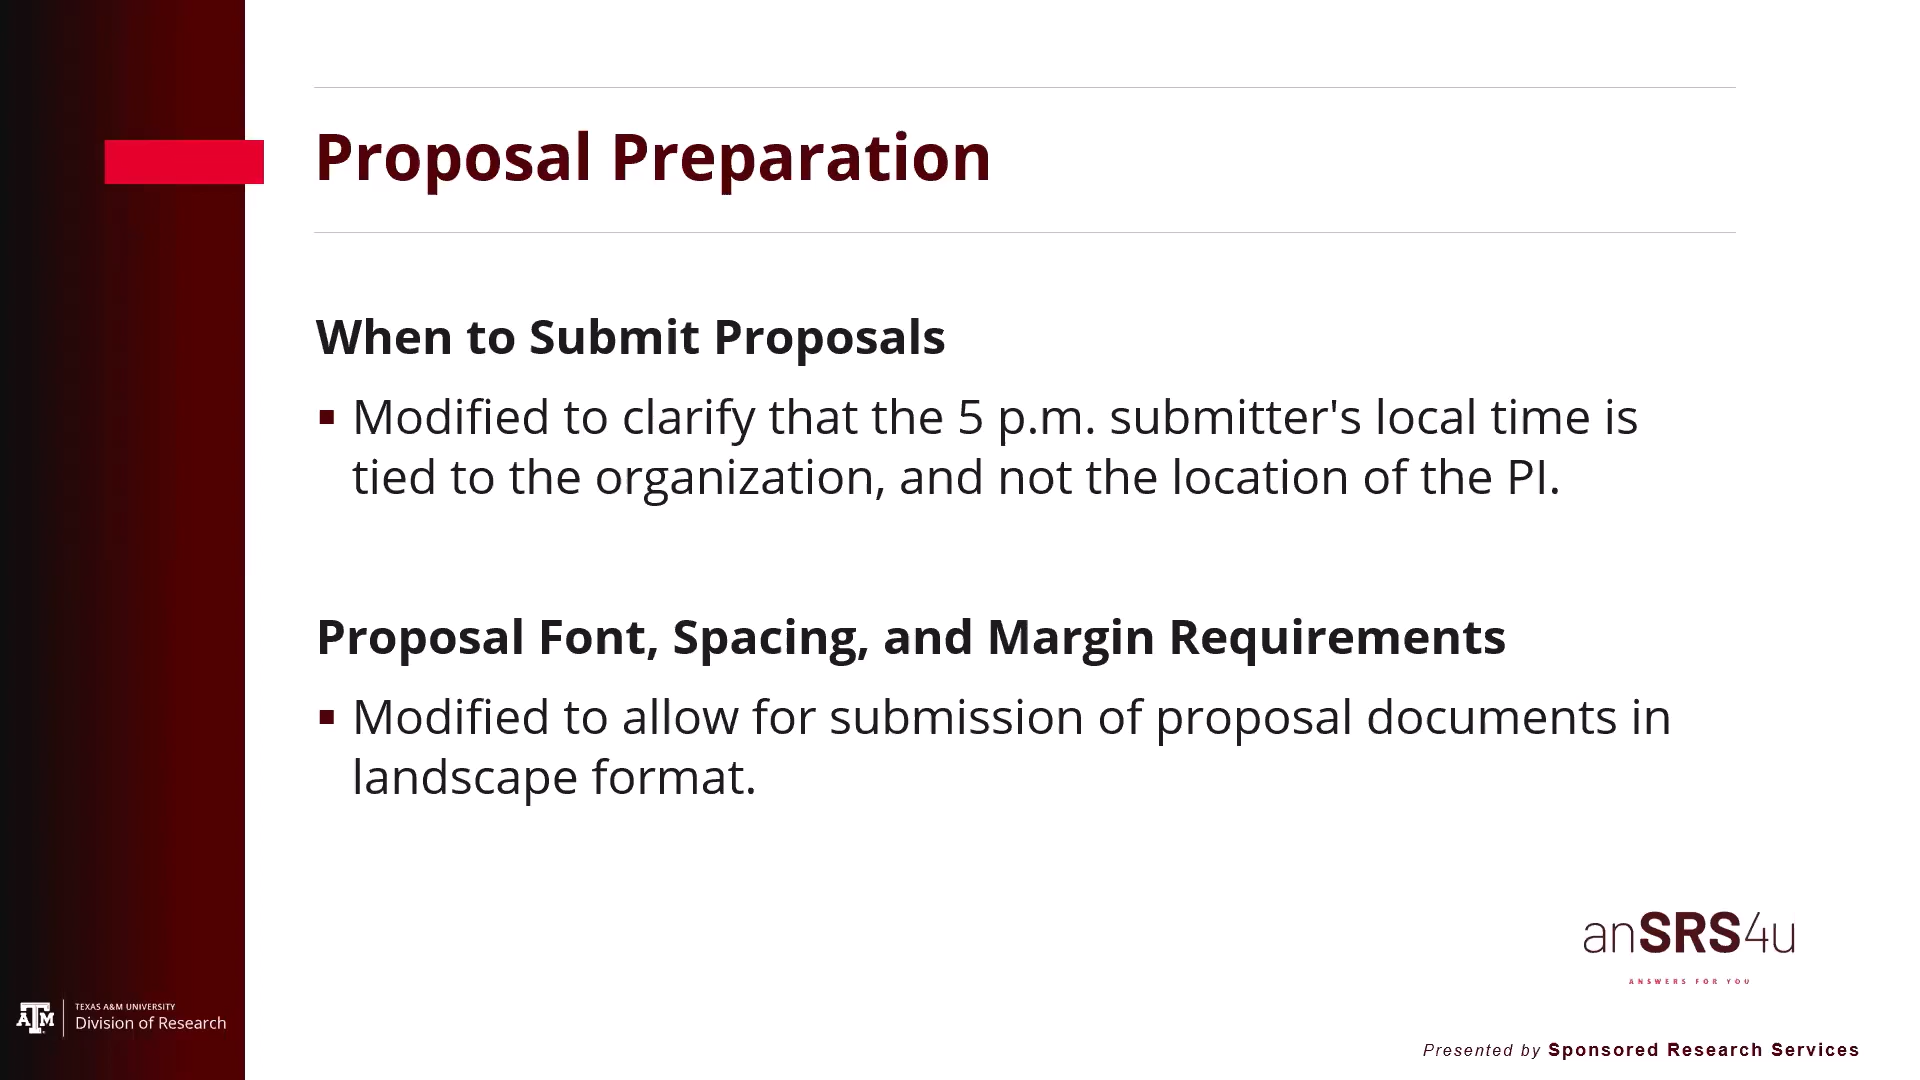 Proposal Preparation
When to Submit Proposals
▪ Modified to clarify that the 5 p.m. submitter's local time is
tied to the organization, and not the location of the PI.
Proposal Font, Spacing, and Margin Requirements
▪ Modified to allow for submission of proposal documents in
landscape format.
anSRS4u
ANSWERS FOR YOU
ATM
TEXAS A&M UNIVERSITY
Division of Research
Presented by Sponsored Research Services